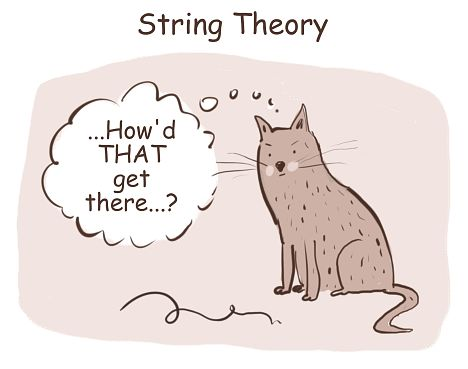 String Theory
...How'd
THAT
get
there...?